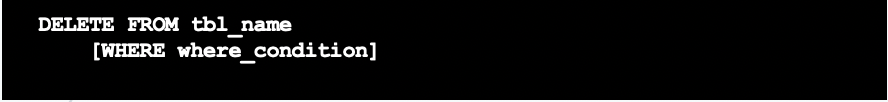 DELETE FROM tbl_name
[WHERE where_condition]